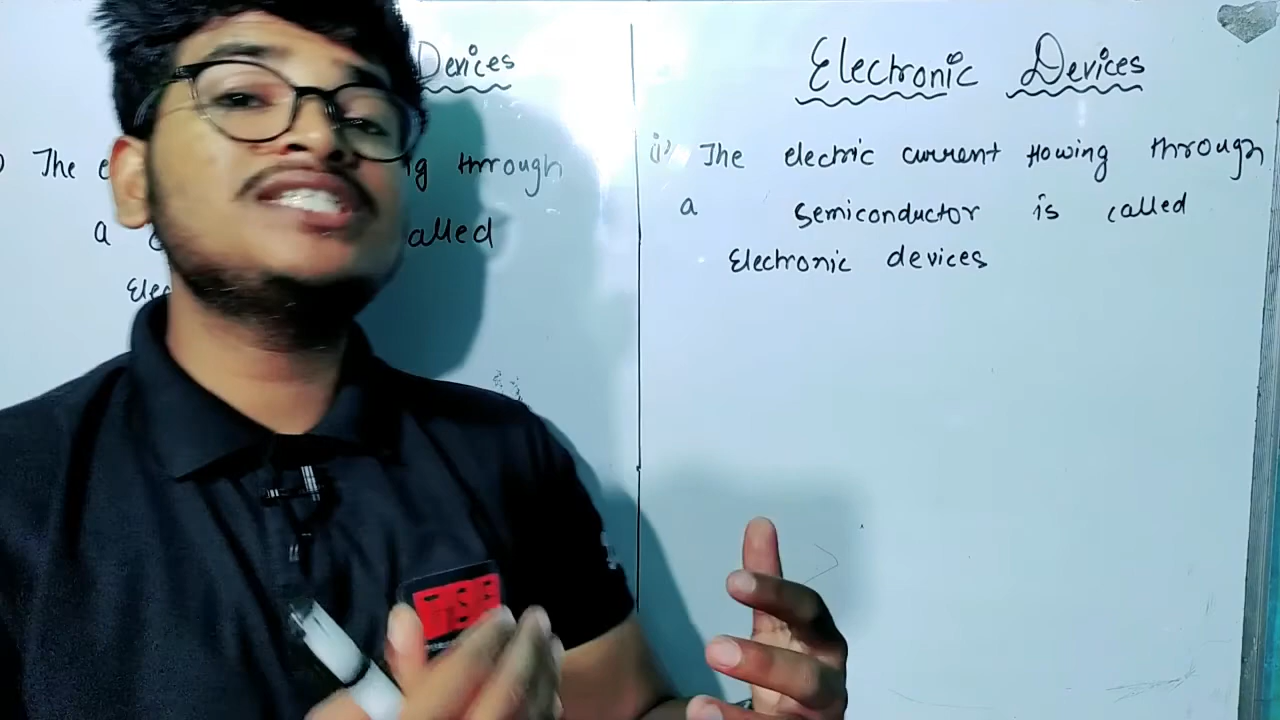 Devices
The
through
a called
Electronic Devices
(i) The electric current flowing through
a semiconductor is called
Electronic devices